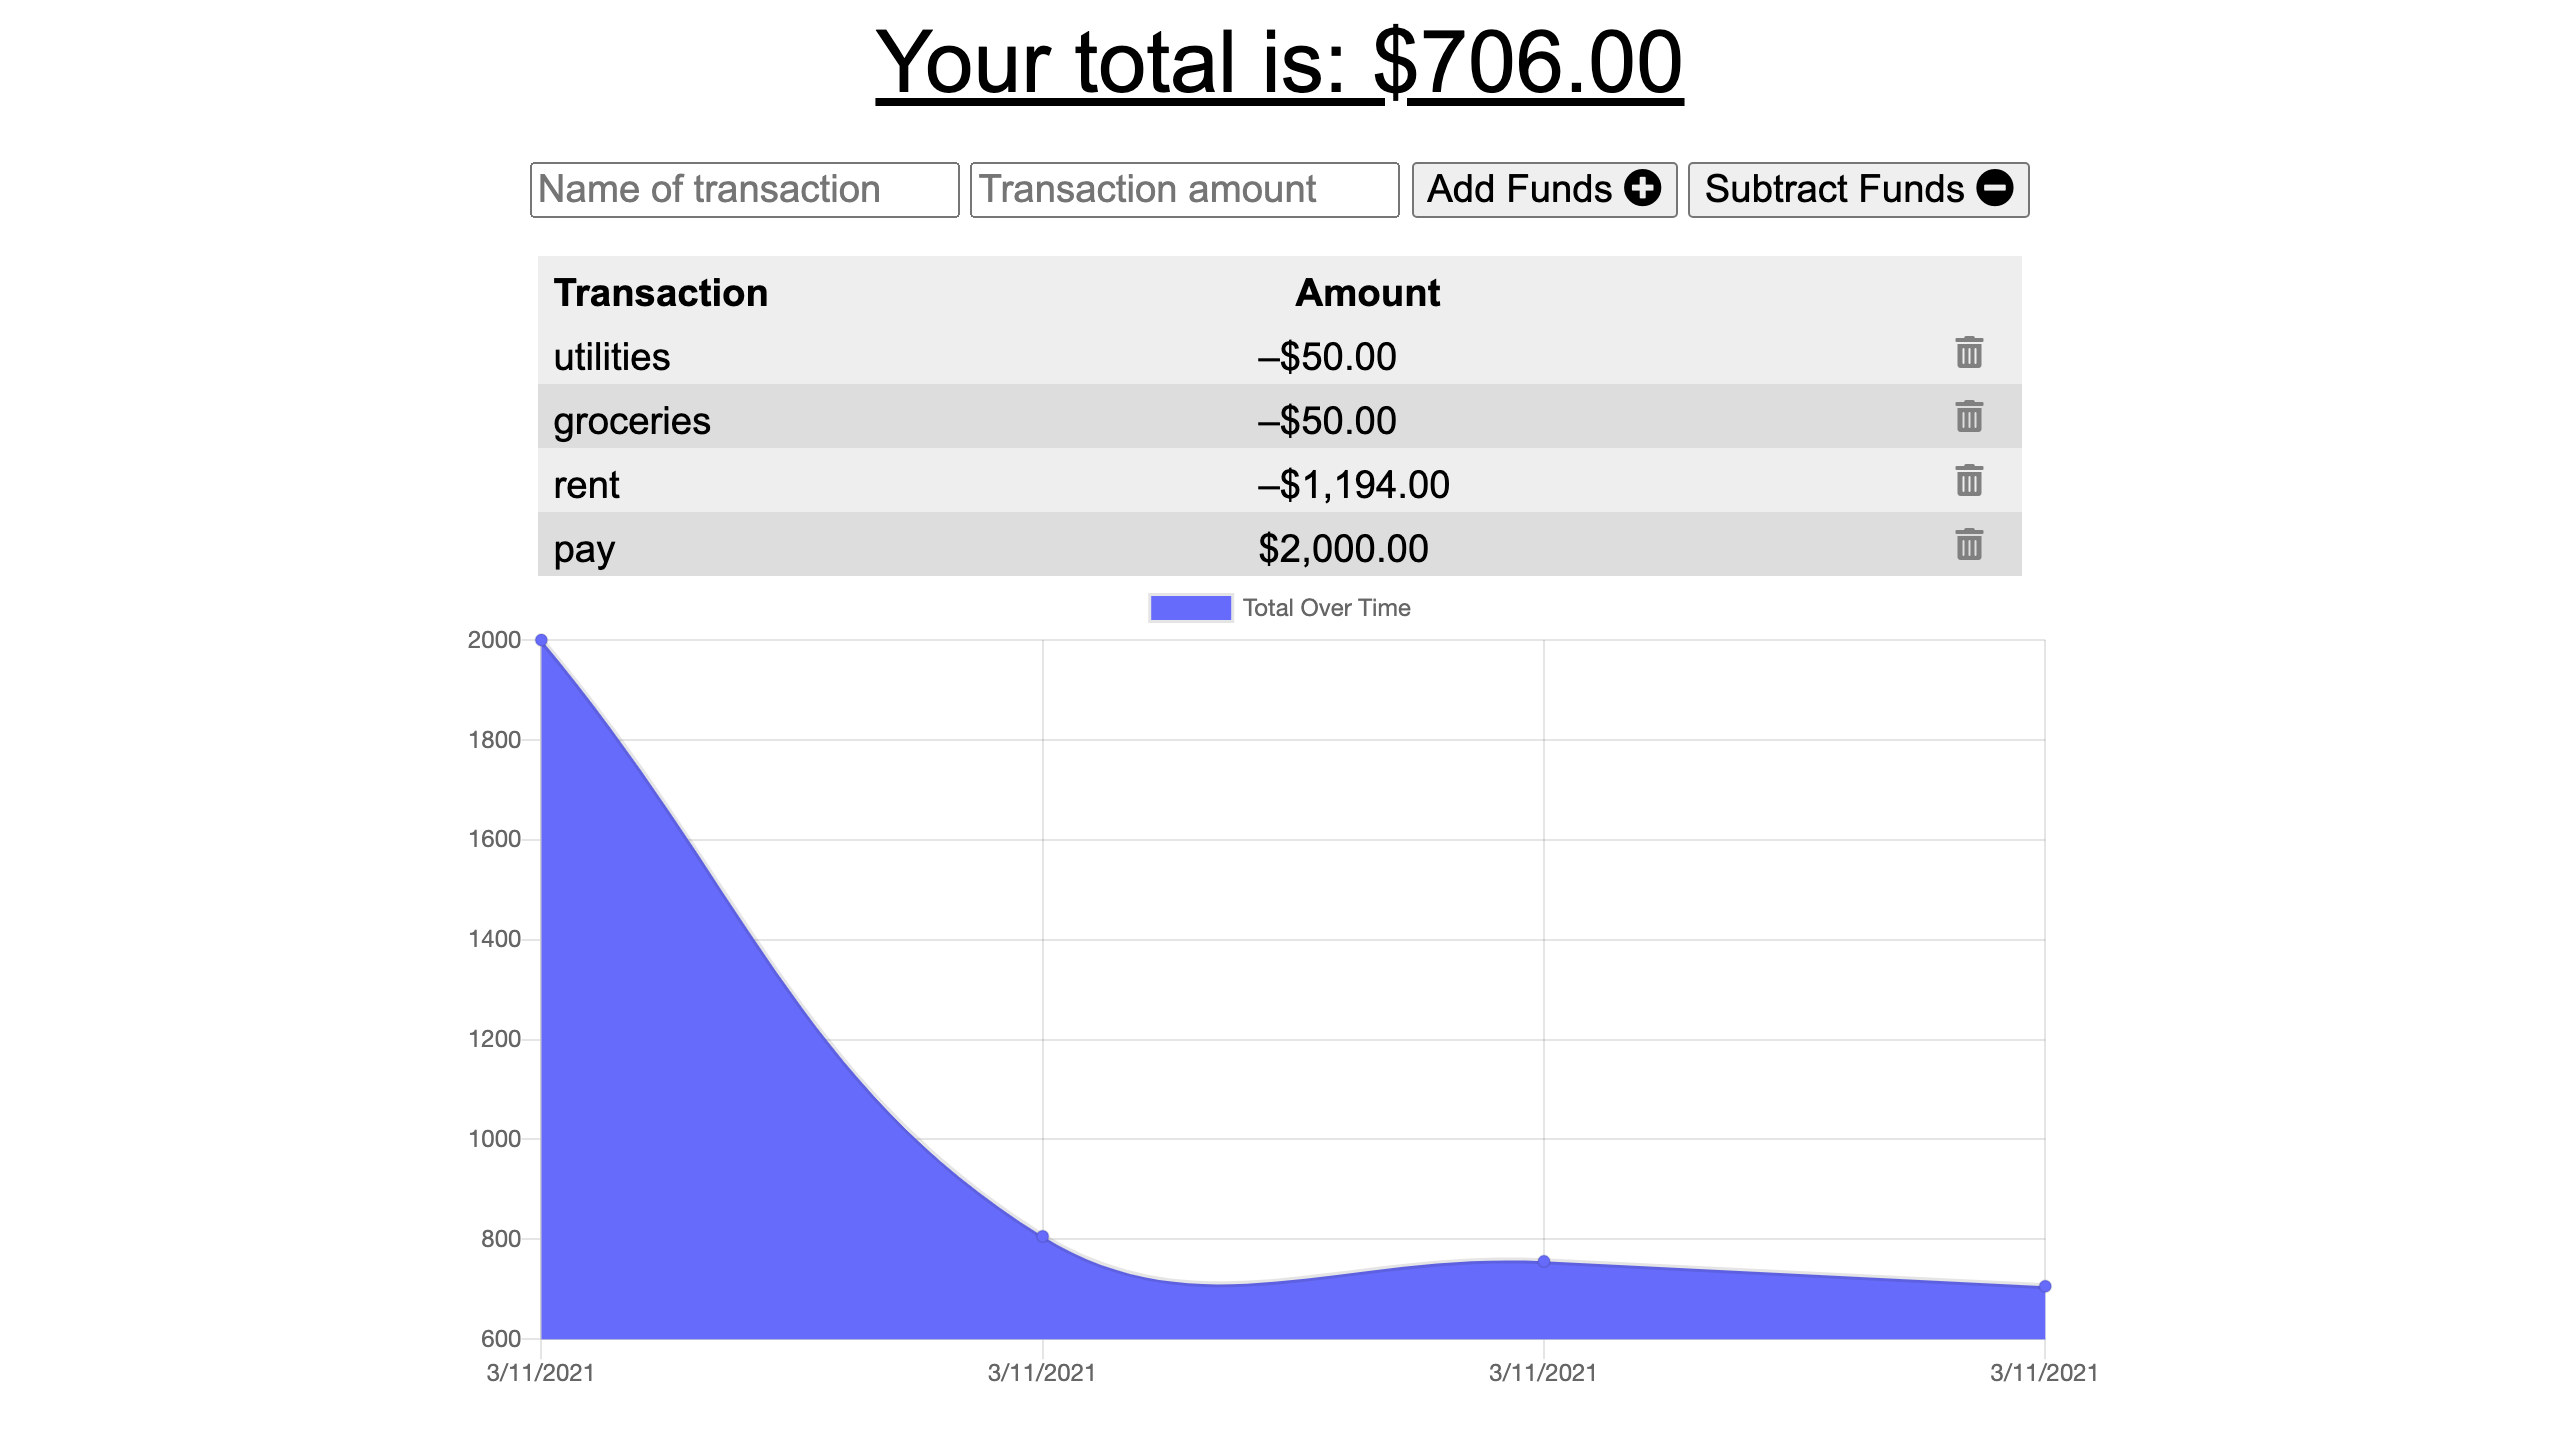 Your total is: $706.00
Name of transaction Transaction amount Add Funds Subtract Funds
Transaction Amount
utilities –$50.00
groceries –$50.00
rent –$1,194.00
pay $2,000.00
Total Over Time
2000
1800
1600
1400
1200
1000
800
600
3/11/2021 3/11/2021 3/11/2021 3/11/2021